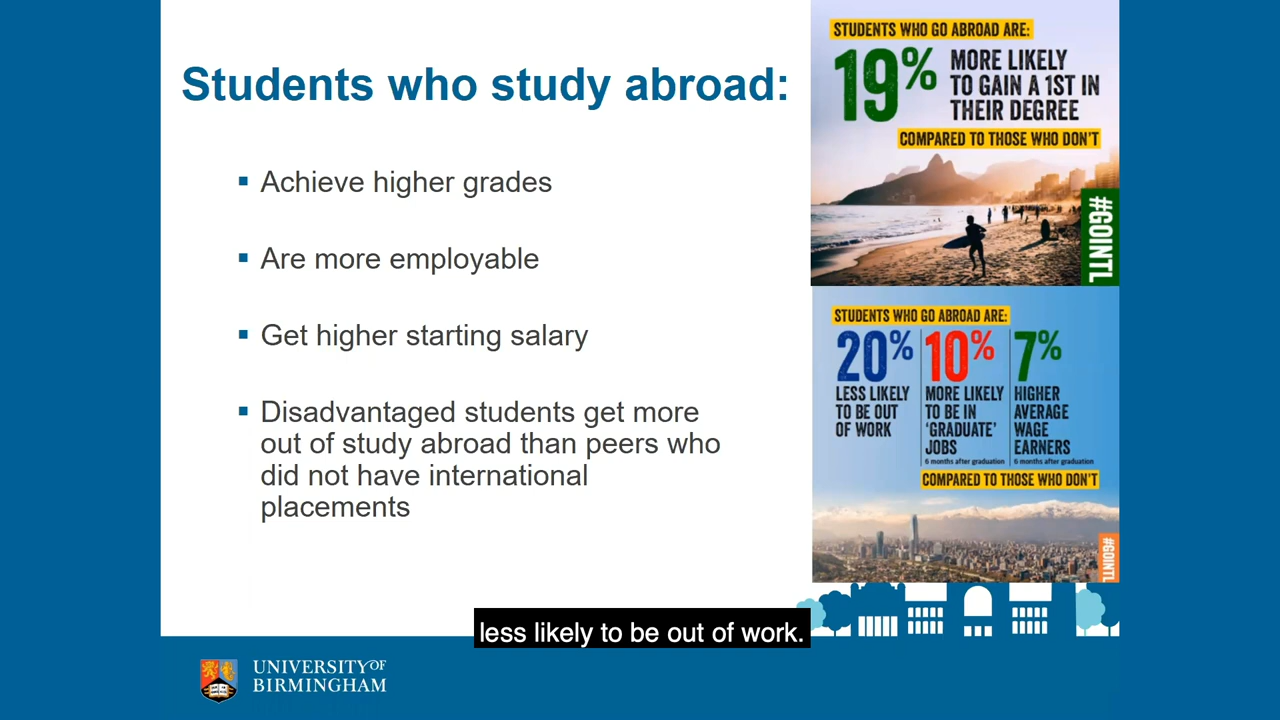 Students who study abroad:
▪ Achieve higher grades
▪ Are more employable
▪ Get higher starting salary
▪ Disadvantaged students get more
out of study abroad than peers who
did not have international
placements
STUDENTS WHO GO ABROAD ARE:
19% MORE LIKELY
TO GAIN A 1ST IN
THEIR DEGREE
COMPARED TO THOSE WHO DON'T
#GOINTL
STUDENTS WHO GO ABROAD ARE:
20%
LESS LIKELY
TO BE OUT
OF WORK
10%
MORE LIKELY
TO BE IN
'GRADUATE'
JOBS
6 months after graduation
7%
HIGHER
AVERAGE
WAGE
EARNERS
6 months after graduation
COMPARED TO THOSE WHO DON'T
#GOINTL
less likely to be out of work.
UNIVERSITY OF
BIRMINGHAM